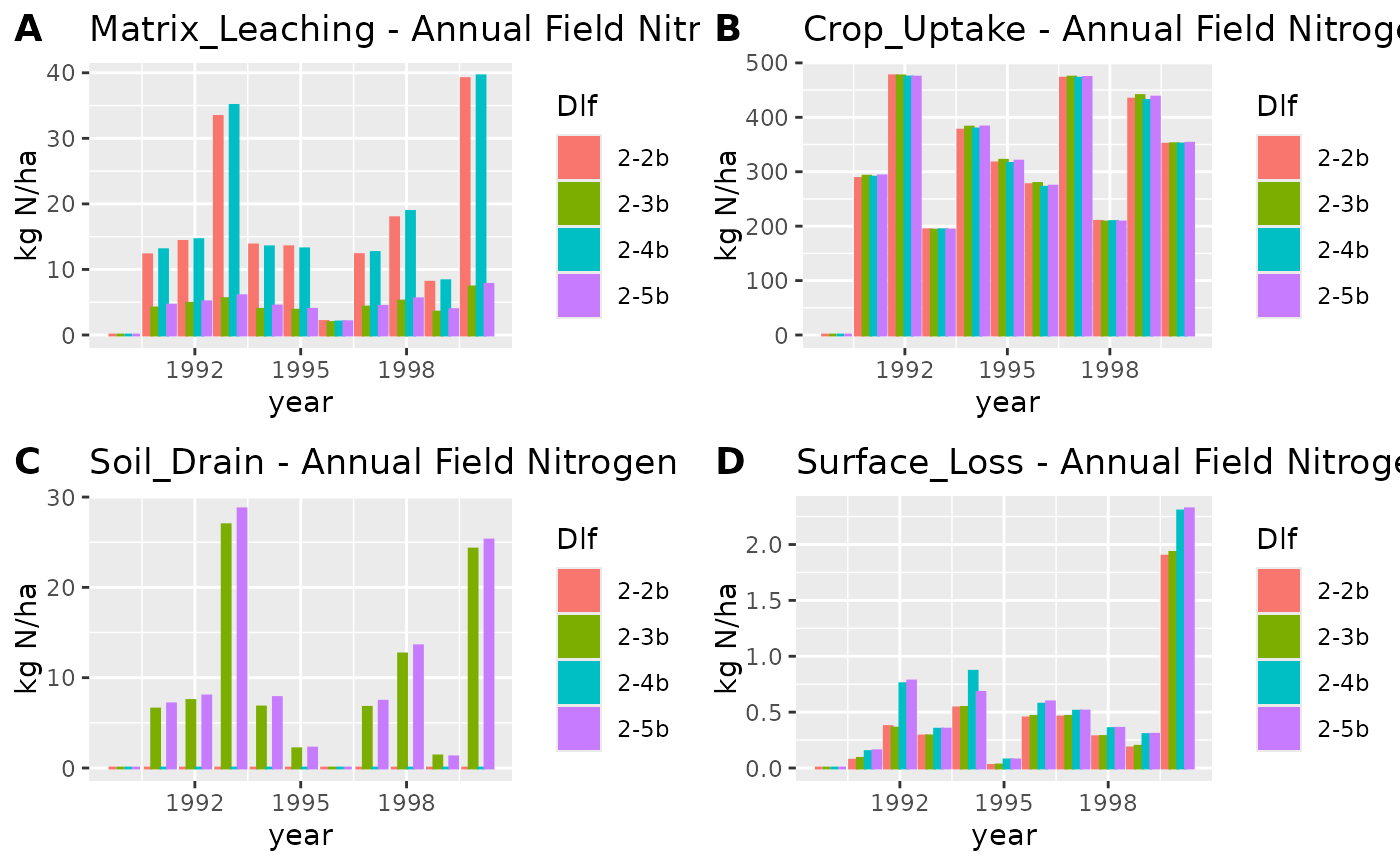 A Matrix_Leaching - Annual Field Nitr
kg N/ha
40
30
20
10
0
1992 1995 1998
year
Dlf
2-2b
2-3b
2-4b
2-5b
B Crop_Uptake - Annual Field Nitroge
kg N/ha
500
400
300
200
100
0
1992 1995 1998
year
Dlf
2-2b
2-3b
2-4b
2-5b
C Soil_Drain - Annual Field Nitrogen
kg N/ha
30
20
10
0
1992 1995 1998
year
Dlf
2-2b
2-3b
2-4b
2-5b
D Surface_Loss - Annual Field Nitroge
kg N/ha
2.0
1.5
1.0
0.5
0.0
1992 1995 1998
year
Dlf
2-2b
2-3b
2-4b
2-5b